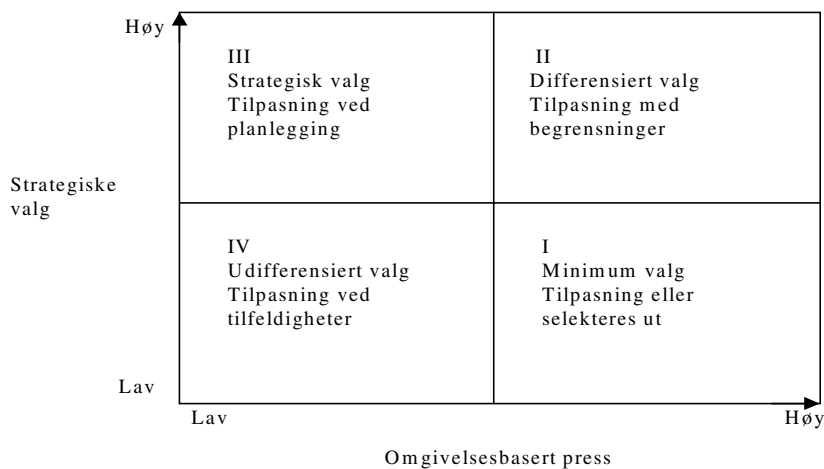 Høy
III
Strategisk valg
Tilpasning ved
planlegging
II
Differensiert valg
Tilpasning med
begrensninger
Strategiske
valg
IV
Udifferensiert valg
Tilpasning ved
tilfeldigheter
I
Minimum valg
Tilpasning eller
selekteres ut
Lav
Lav
Høy
Omgivelsesbasert press